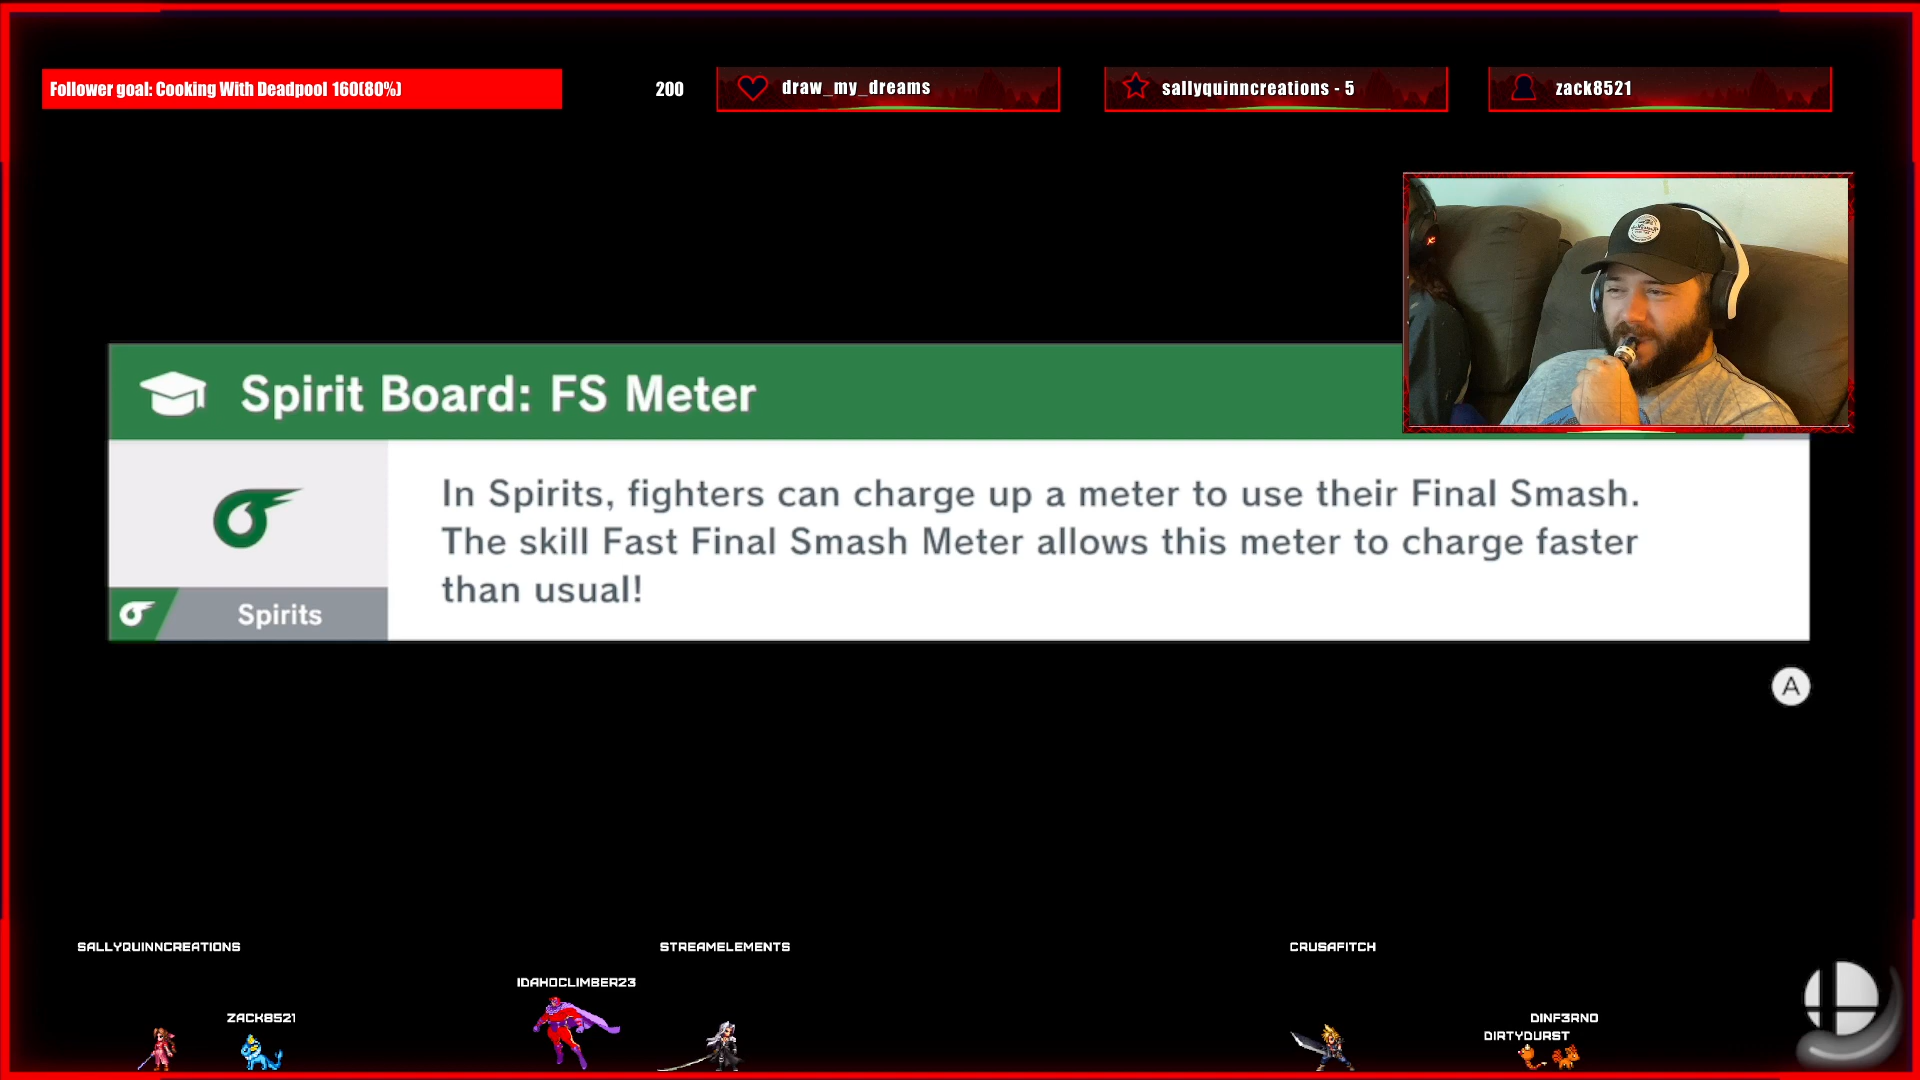 Follower goal: Cooking With Deadpool 160(80%)
200
draw_my_dreams
sallyquinncreations - 5
zack8521
Spirit Board: FS Meter
In Spirits, fighters can charge up a meter to use their Final Smash.
The skill Fast Final Smash Meter allows this meter to charge faster
than usual!
Spirits
A
SALLYQUINNCREATIONS
STREAMELEMENTS
CRUSAFITCH
IDAHOCLIMBER23
ZACK8521
DINF3RNO
DIRTYDURST